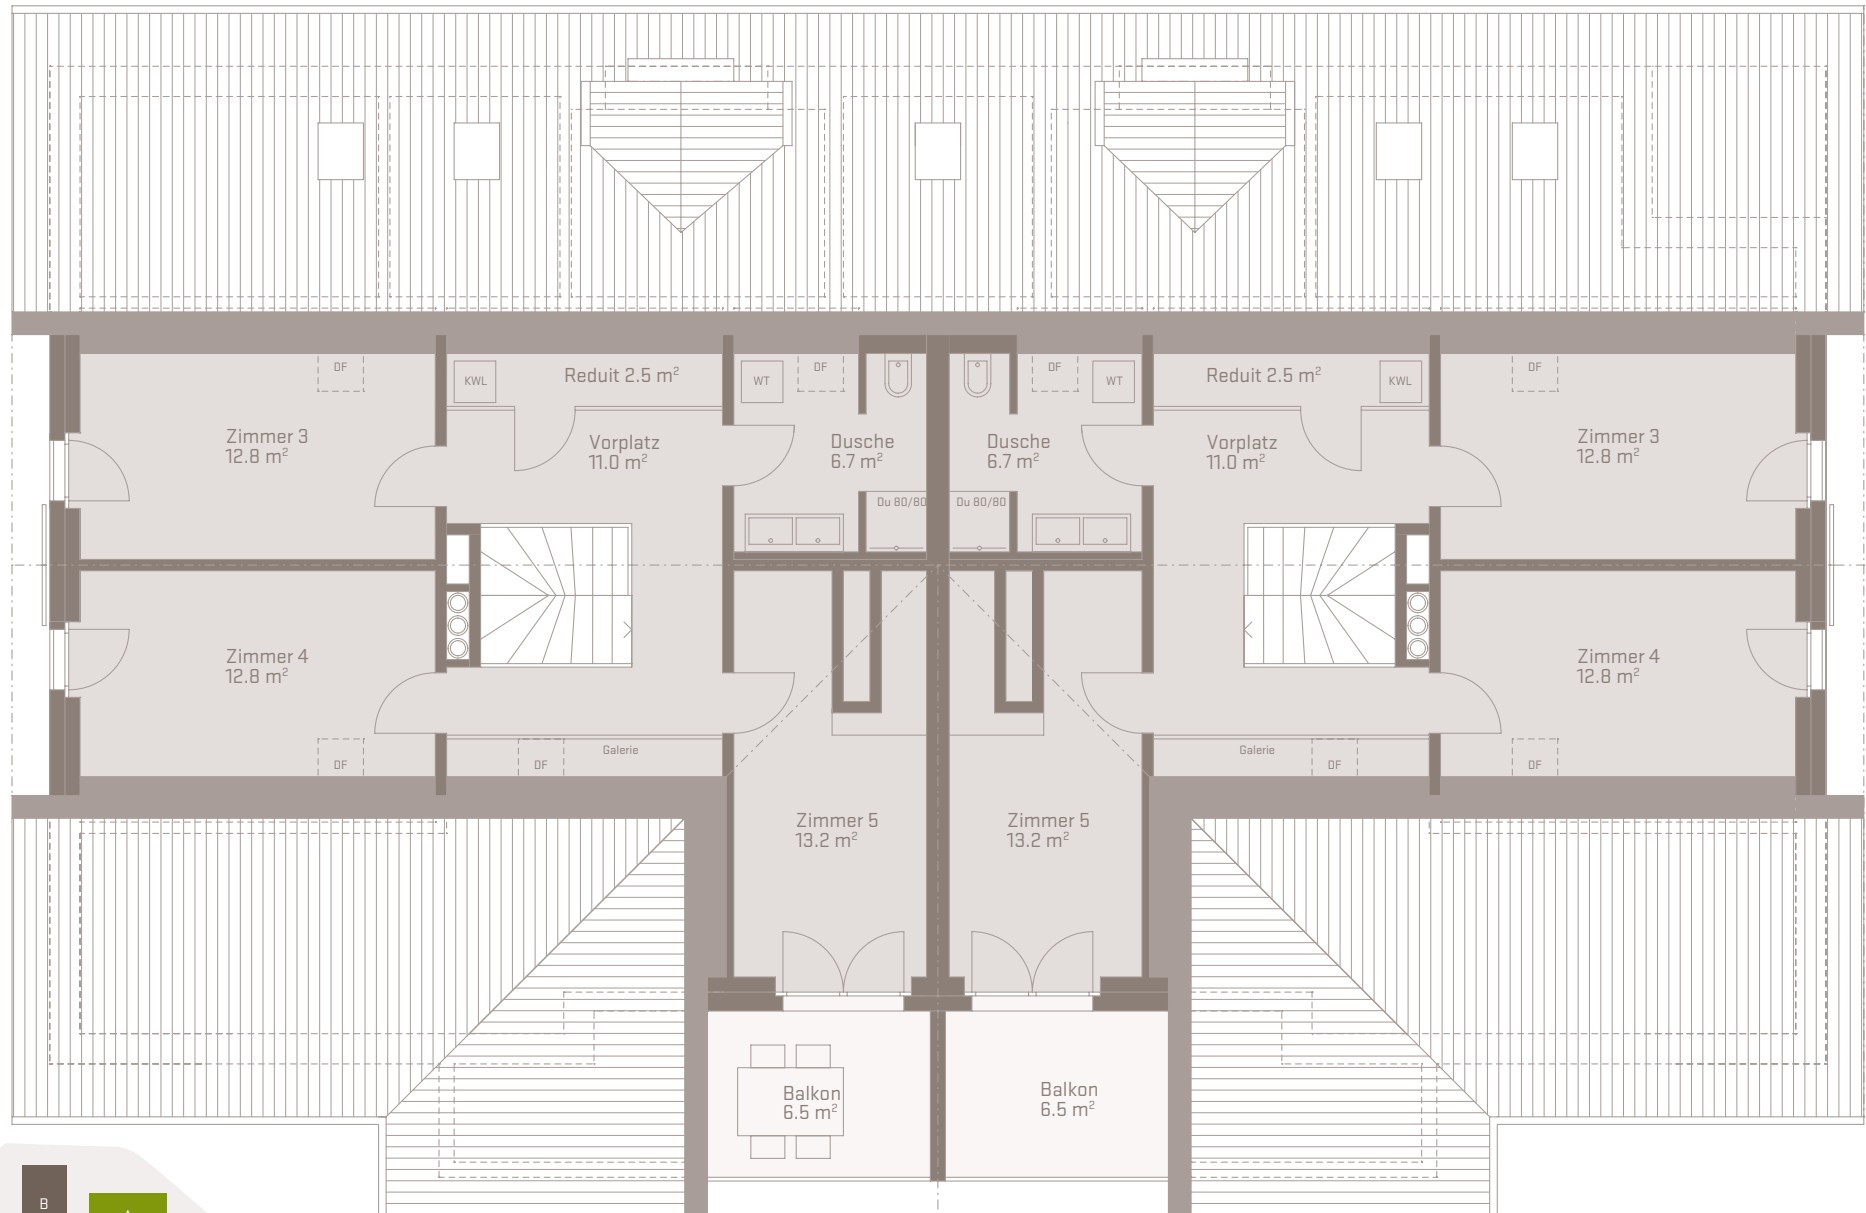 DF
KWL
Reduit 2.5 m²
WT
DF
DF
WT
Reduit 2.5 m²
KWL
DF
Zimmer 3
12.8 m²
Vorplatz
11.0 m²
Dusche
6.7 m²
Dusche
6.7 m²
Vorplatz
11.0 m²
Zimmer 3
12.8 m²
Du 80/80
Du 80/80
Zimmer 4
12.8 m²
Zimmer 4
12.8 m²
DF
DF
Galerie
Galerie
DF
DF
Zimmer 5
13.2 m²
Zimmer 5
13.2 m²
Balkon
6.5 m²
Balkon
6.5 m²
B